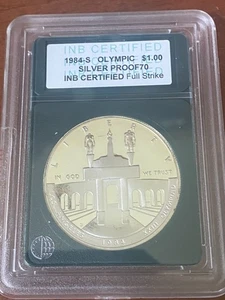 INB CERTIFIED
1984-S OLYMPIC $1.00
SILVER PROOF70
INB CERTIFIED Full Strike
LIBERTY
IN GOD WE TRUST